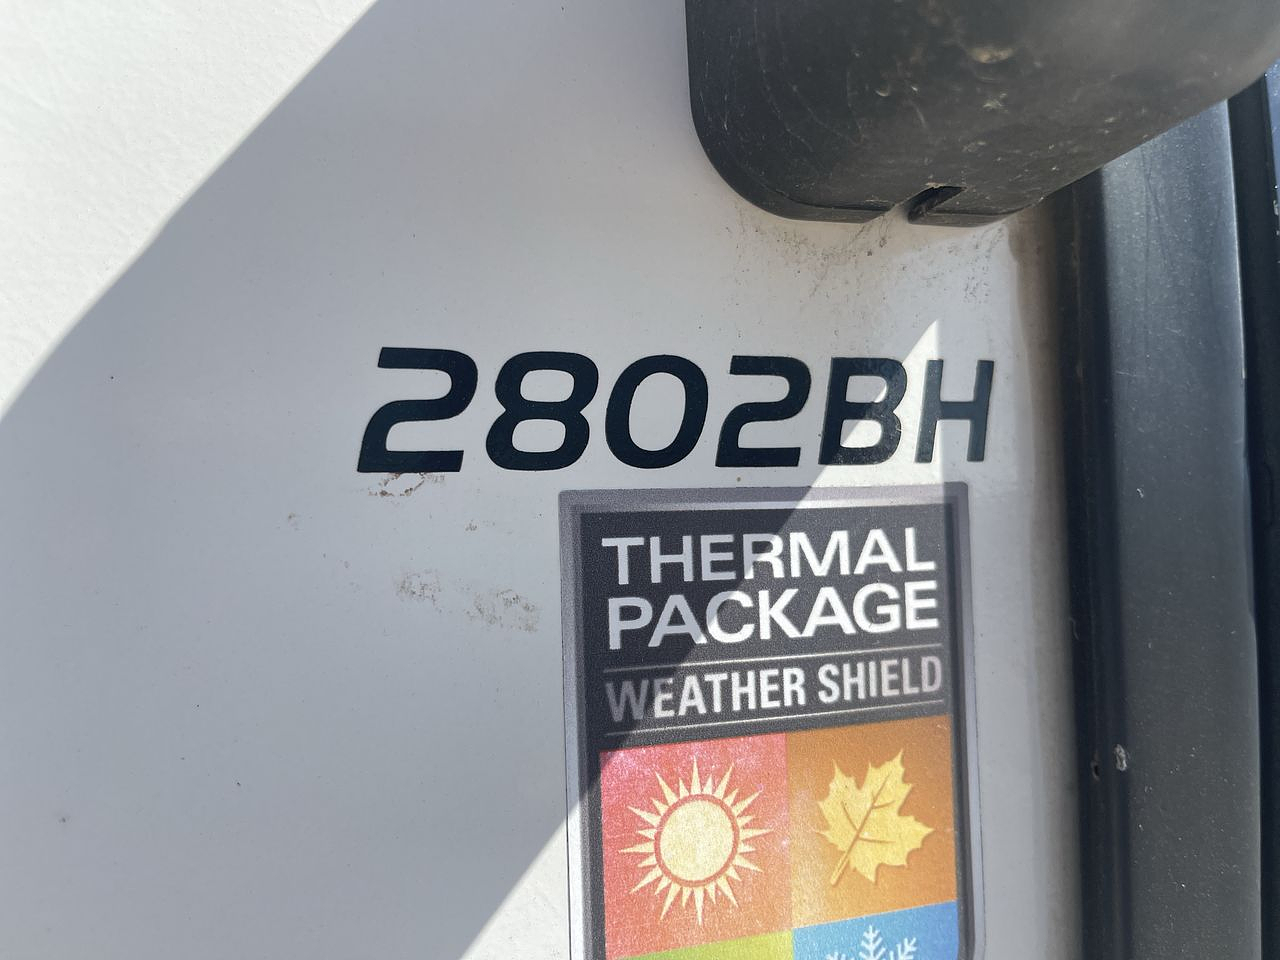 2802BH
THERMAL
PACKAGE
WEATHER SHIELD